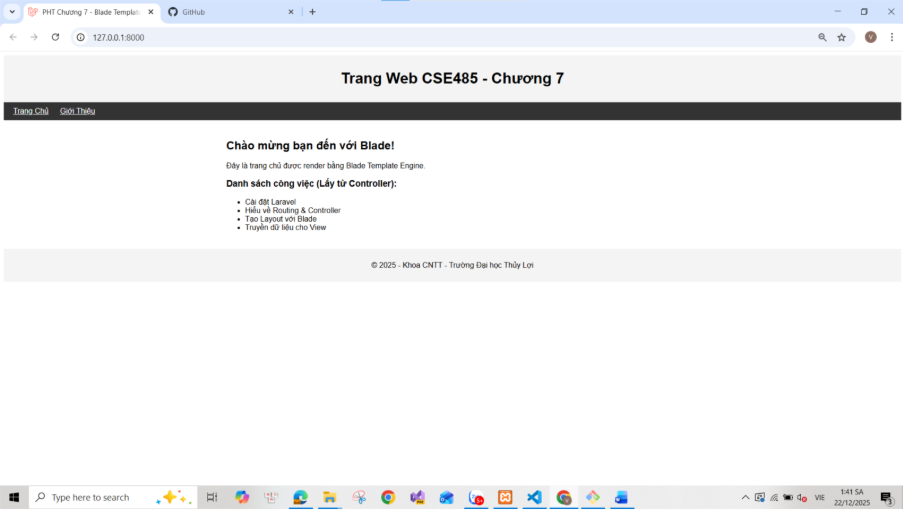 PHT Chương 7 - Blade Templat
GitHub
127.0.0.1:8000
V
Trang Web CSE485 - Chương 7
Trang Chủ Giới Thiệu
Chào mừng bạn đến với Blade!
Đây là trang chủ được render bằng Blade Template Engine.
Danh sách công việc (Lấy từ Controller):
Cài đặt Laravel
Hiểu về Routing & Controller
Tạo Layout với Blade
Truyền dữ liệu cho View
© 2025 - Khoa CNTT - Trường Đại học Thủy Lợi
Type here to search
5+
VIE
1:41 SA
22/12/2025